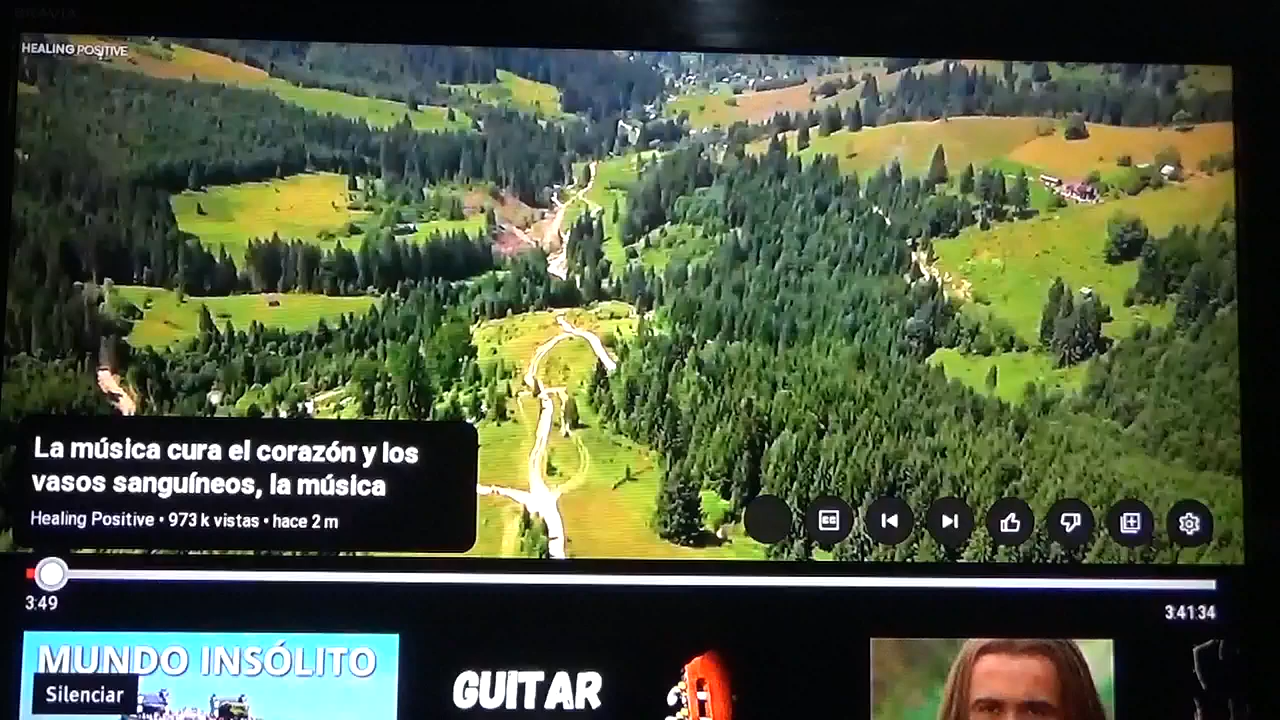 HEALING POSITIVE
La música cura el corazón y los
vasos sanguíneos, la música
Healing Positive • 973 k vistas • hace 2 m
CC
3:49
3:41:34
MUNDO INSÓLITO
Silenciar
GUITAR